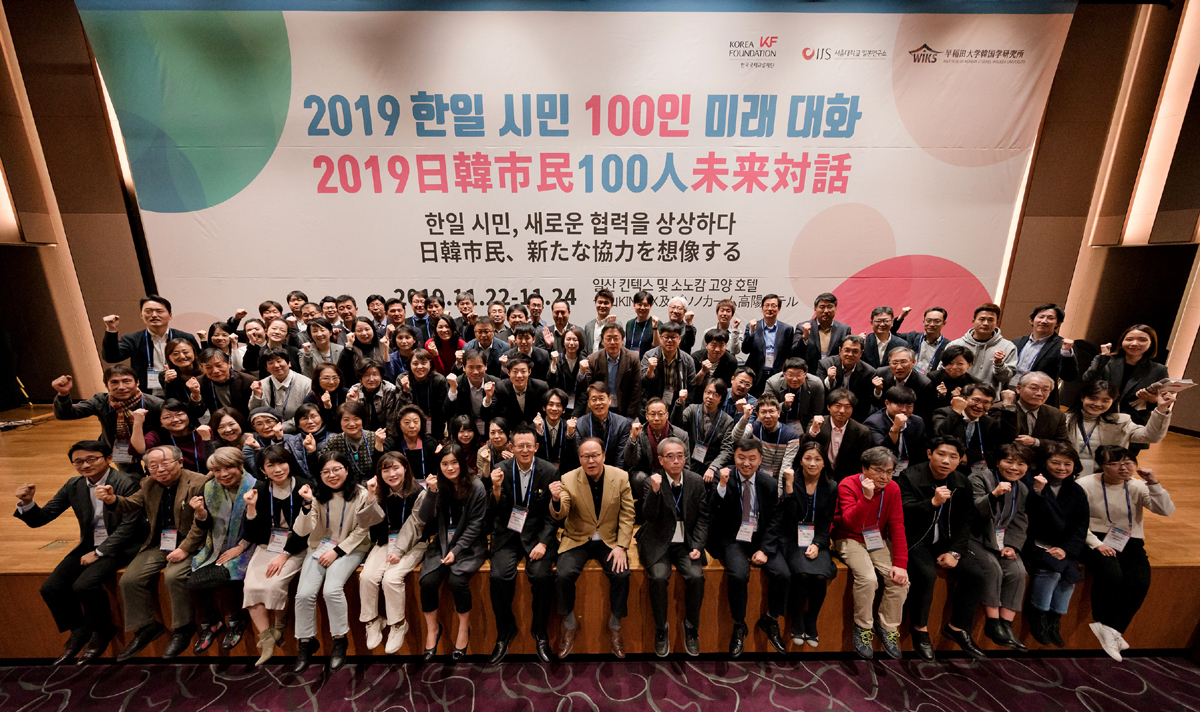 KOREA FOUNDATION KF
한국국제교류재단
IJS 서울대학교 일본연구소
WIKS 早稲田大学韓国学研究所
2019 한일 시민 100인 미래 대화
2019日韓市民100人未来対話
한일 시민, 새로운 협력을 상상하다
日韓市民、新たな協力を想像する
2019.11.22-11.24
일산 킨텍스 및 소노캄 고양 호텔